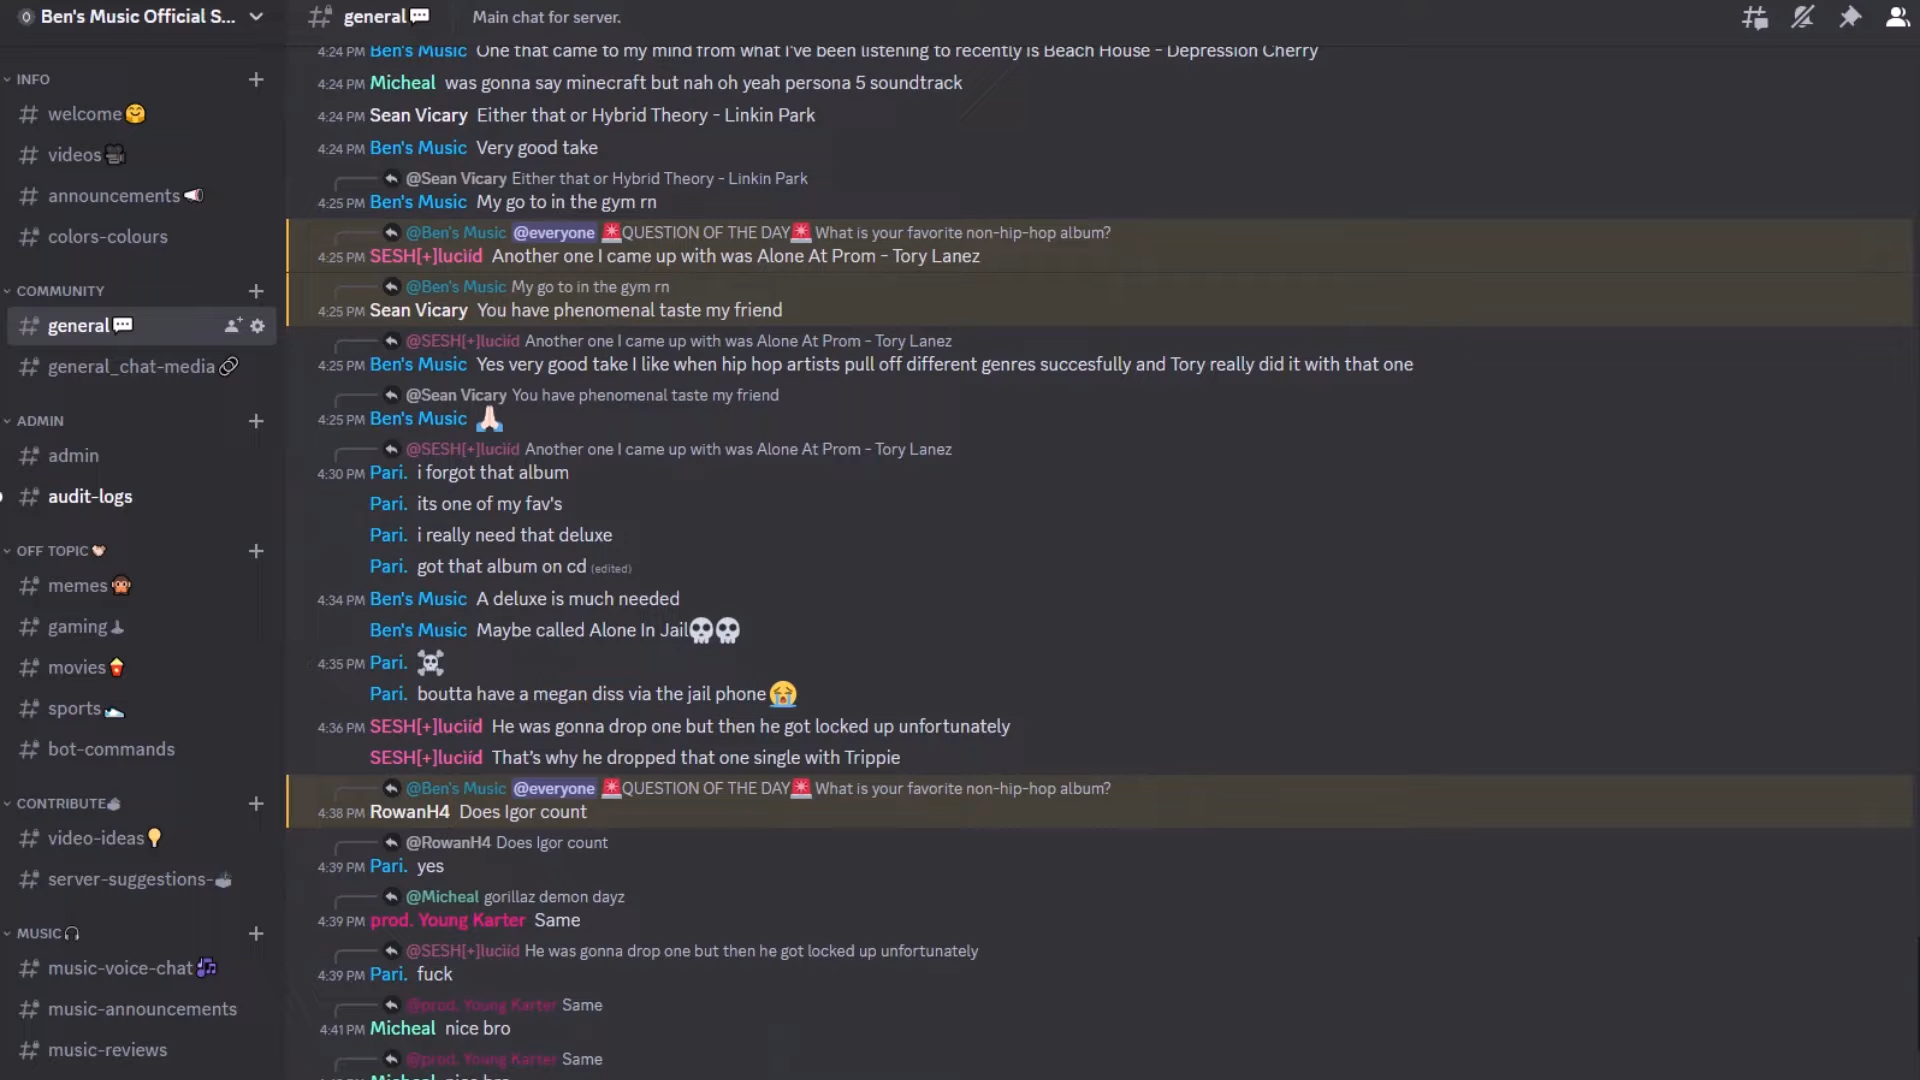 Ben's Music Official S...
general
Main chat for server.
INFO
welcome
videos
announcements
colors-colours
COMMUNITY
general
general_chat-media
ADMIN
admin
audit-logs
OFF TOPIC
memes
gaming
movies
sports
bot-commands
CONTRIBUTE
video-ideas
server-suggestions-
MUSIC
music-voice-chat
music-announcements
music-reviews
4:24 PM Ben's Music One that came to my mind from what I've been listening to recently is Beach House - Depression Cherry
4:24 PM Micheal was gonna say minecraft but nah oh yeah persona 5 soundtrack
4:24 PM Sean Vicary Either that or Hybrid Theory - Linkin Park
4:24 PM Ben's Music Very good take
@Sean Vicary Either that or Hybrid Theory - Linkin Park
4:25 PM Ben's Music My go to in the gym rn
@Ben's Music @everyone 🚨QUESTION OF THE DAY🚨 What is your favorite non-hip-hop album?
4:25 PM SESH[+]lucìíd Another one I came up with was Alone At Prom - Tory Lanez
@Ben's Music My go to in the gym rn
4:25 PM Sean Vicary You have phenomenal taste my friend
@SESH[+]lucìíd Another one I came up with was Alone At Prom - Tory Lanez
4:25 PM Ben's Music Yes very good take I like when hip hop artists pull off different genres succesfully and Tory really did it with that one
@Sean Vicary You have phenomenal taste my friend
4:25 PM Ben's Music 🙏🏻
@SESH[+]lucìíd Another one I came up with was Alone At Prom - Tory Lanez
4:30 PM Pari. i forgot that album
Pari. its one of my fav's
Pari. i really need that deluxe
Pari. got that album on cd (edited)
4:34 PM Ben's Music A deluxe is much needed
Ben's Music Maybe called Alone In Jail💀💀
4:35 PM Pari. ☠
Pari. boutta have a megan diss via the jail phone😭
4:36 PM SESH[+]lucìíd He was gonna drop one but then he got locked up unfortunately
SESH[+]lucìíd That's why he dropped that one single with Trippie
@Ben's Music @everyone 🚨QUESTION OF THE DAY🚨 What is your favorite non-hip-hop album?
4:38 PM RowanH4 Does Igor count
@RowanH4 Does Igor count
4:39 PM Pari. yes
@Micheal gorillaz demon dayz
4:39 PM prod. Young Karter Same
@SESH[+]lucìíd He was gonna drop one but then he got locked up unfortunately
4:39 PM Pari. fuck
@prod. Young Karter Same
4:41 PM Micheal nice bro
@prod. Young Karter Same
Micheal nice bro